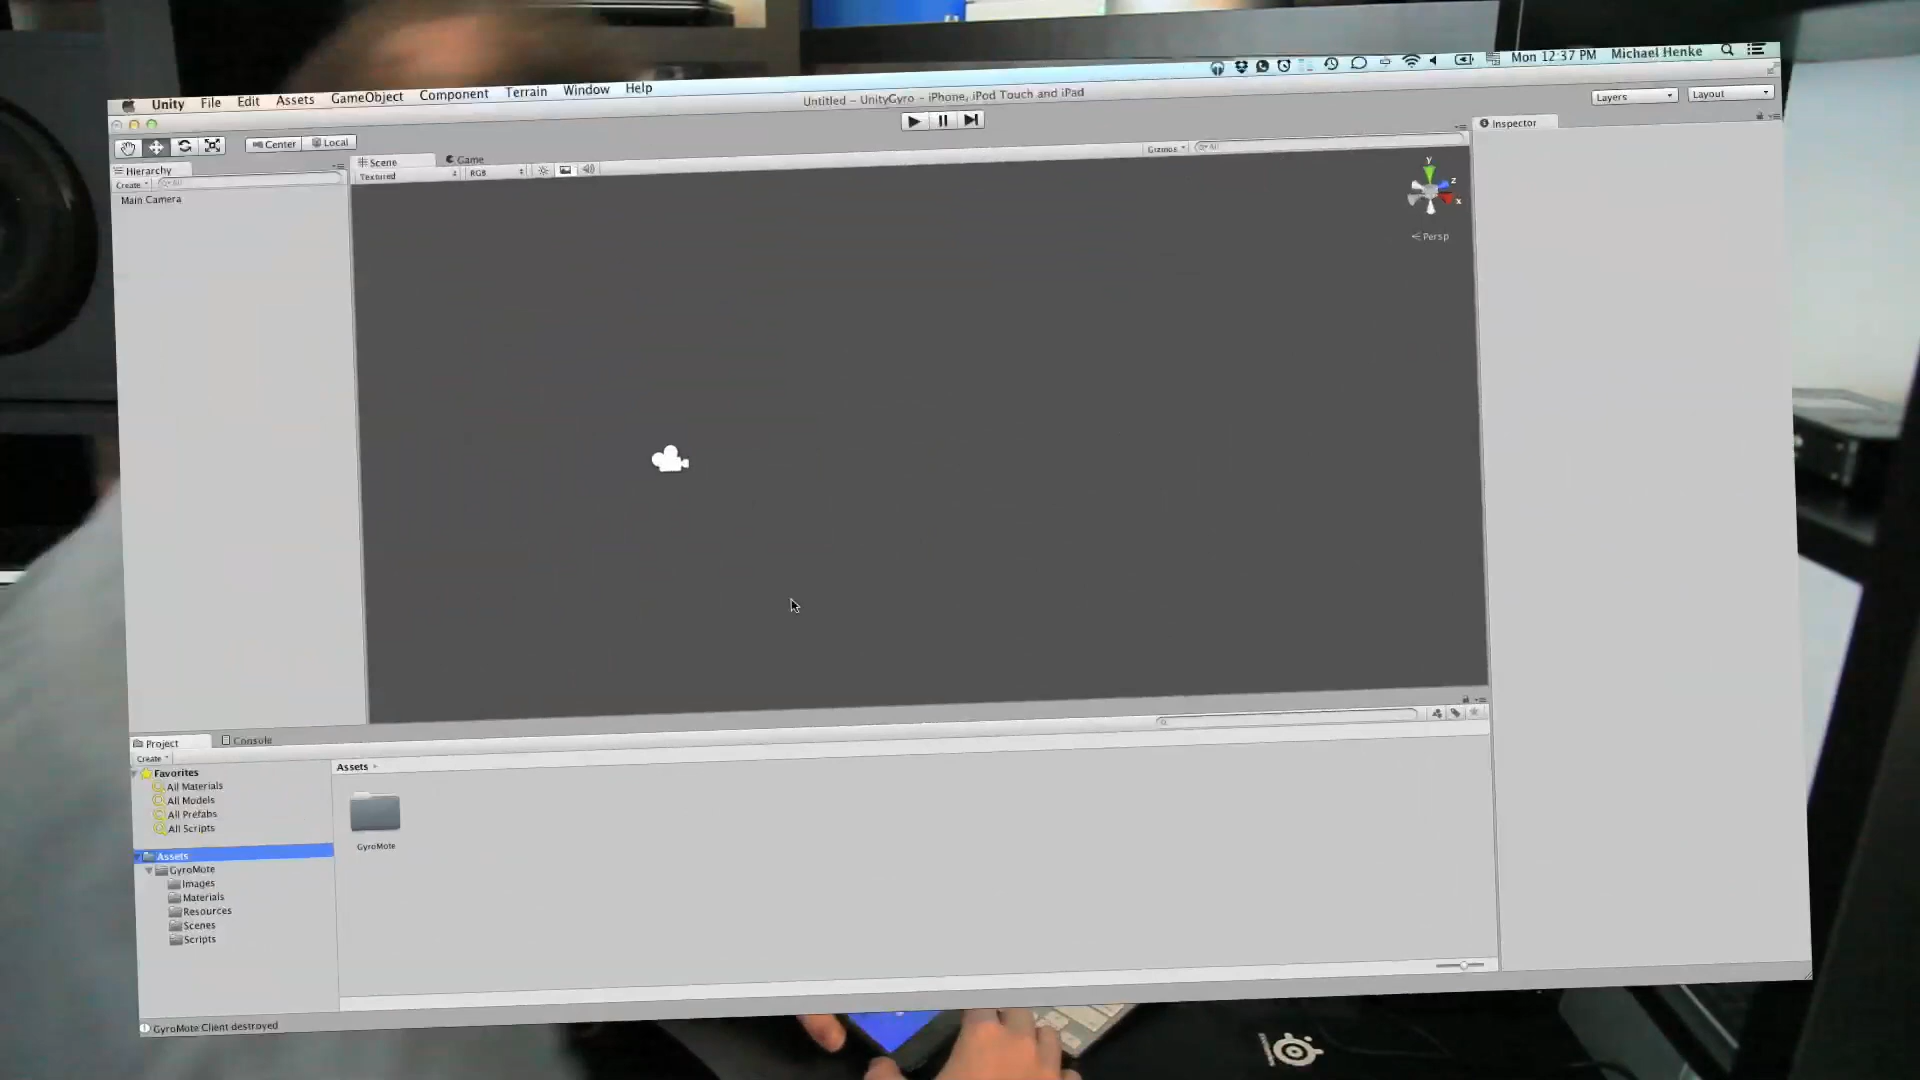 Unity File Edit Assets GameObject Component Terrain Window Help
Mon 12:37 PM Michael Henke
Untitled - UnityGyro - iPhone, iPod Touch and iPad
Layers Layout
Center Local
Inspector
Hierarchy
Create All
Main Camera
Scene Game
Textured RGB
Gizmos All
y
z
x
Persp
Project Console
Create
Favorites
All Materials
All Models
All Prefabs
All Scripts
Assets
GyroMote
Images
Materials
Resources
Scenes
Scripts
Assets
GyroMote
GyroMote Client destroyed